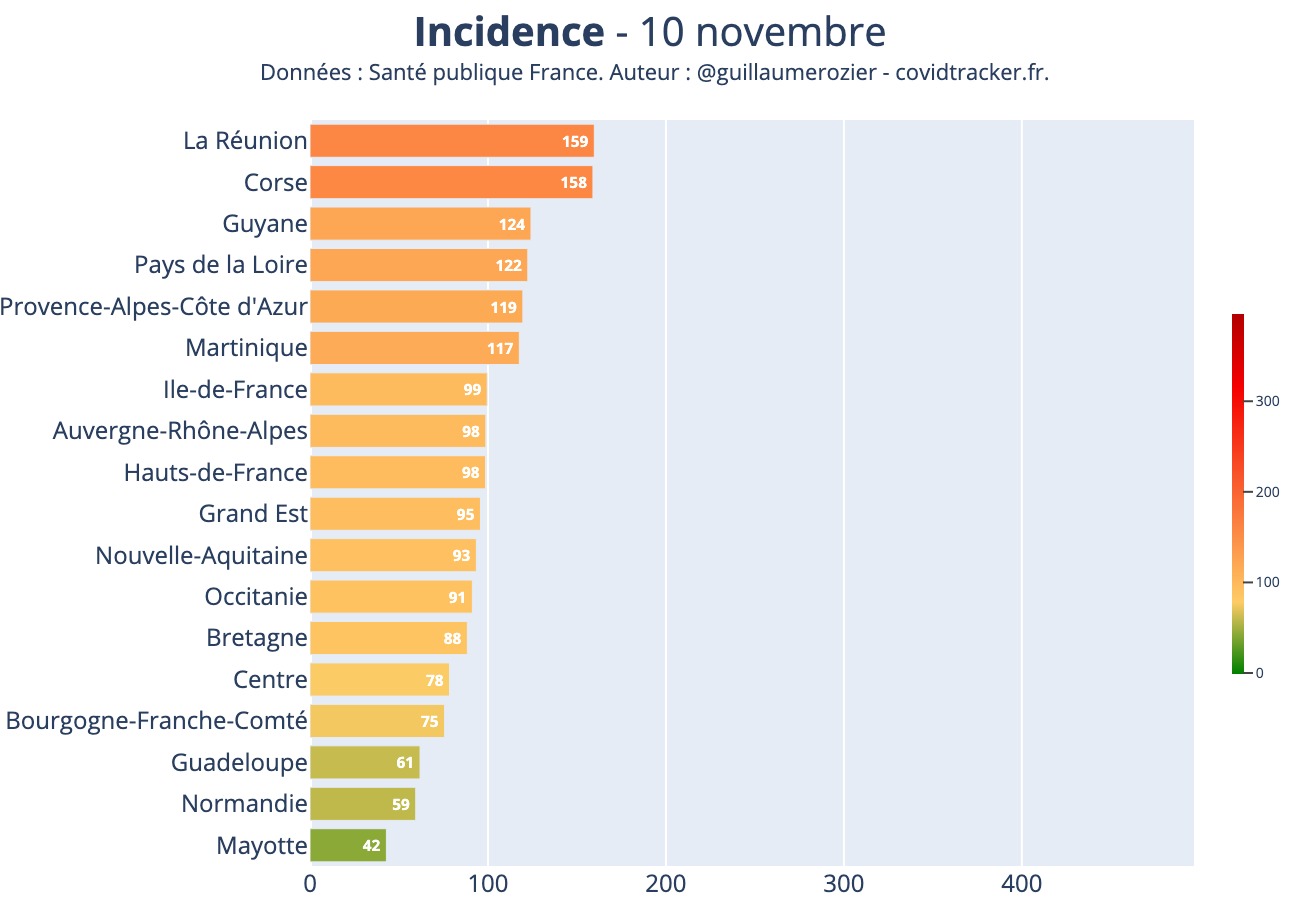 Incidence - 10 novembre
Données : Santé publique France. Auteur : @guillaumerozier - covidtracker.fr.
La Réunion 159
Corse 158
Guyane 124
Pays de la Loire 122
Provence-Alpes-Côte d'Azur 119
Martinique 117
Ile-de-France 99
Auvergne-Rhône-Alpes 98
Hauts-de-France 98
Grand Est 95
Nouvelle-Aquitaine 93
Occitanie 91
Bretagne 88
Centre 78
Bourgogne-Franche-Comté 75
Guadeloupe 61
Normandie 59
Mayotte 42
0 100 200 300 400
300
200
100
0